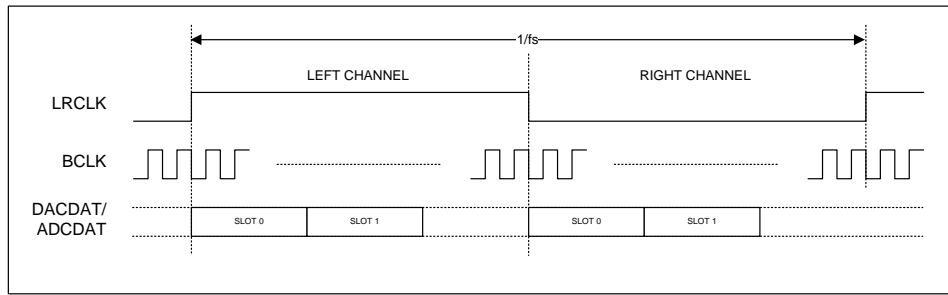 1/fs
LEFT CHANNEL RIGHT CHANNEL
LRCLK
BCLK
DACDAT/
ADCDAT
SLOT 0 SLOT 1 SLOT 0 SLOT 1